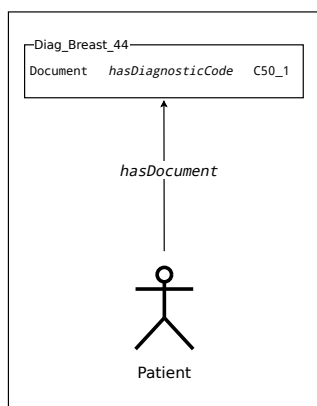 Diag_Breast_44
Document hasDiagnosticCode C50_1
hasDocument
Patient